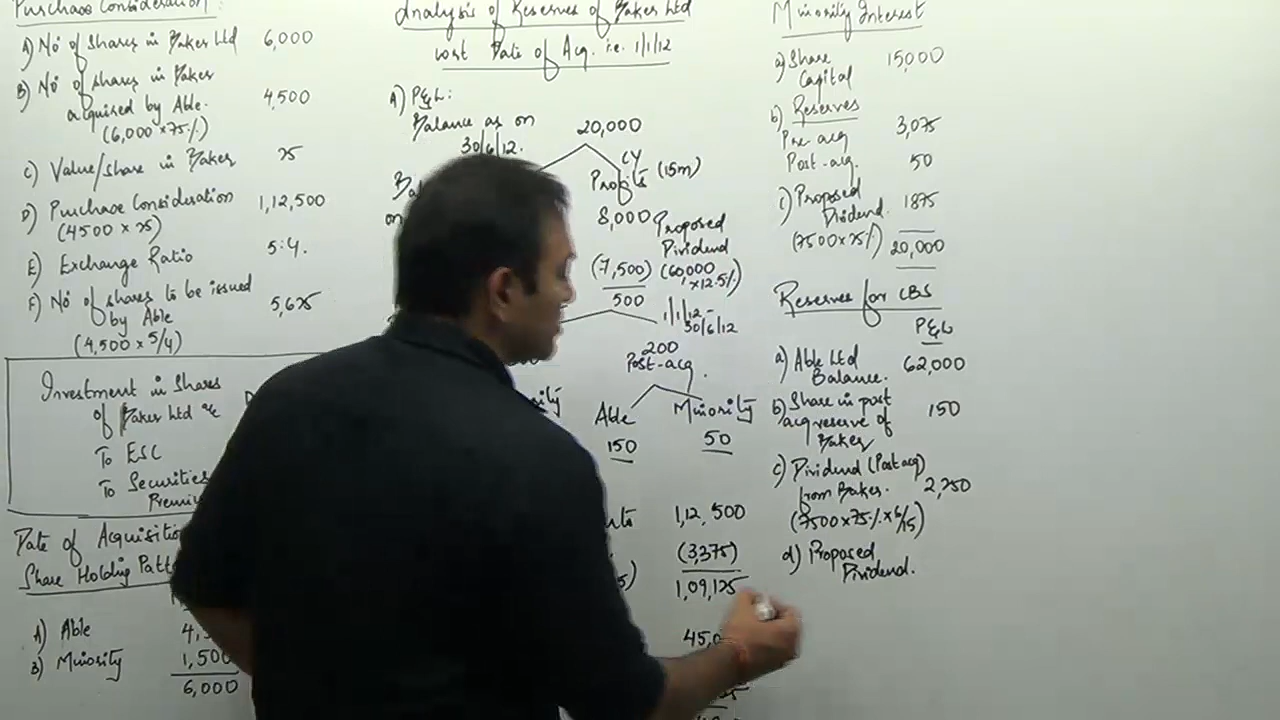 Purchase Consideration:
A) No of shares in Baker Ltd 6,000
B) No of shares in Baker
acquired by Able. 4,500
(6,000 × 75%)
C) Value/share in Baker 25
D) Purchase Consideration 1,12,500
(4500 × 25)
E) Exchange Ratio 5:4.
F) No of shares to be issued 5,625
by Able
(4,500 × 5/4)
Investment in Shares
of Baker Ltd a/c
To ESC
To Securities
Date of Acquisition
Share Holding
A) Able
B) Minority 1,500
6,000
Analysis of Reserves of Baker Ltd
wrt Date of Acq. i.e. 1/1/12
A) P&L:
Balance as on 20,000
30/6/12.
CY
Profits (15m)
8,000
Proposed
Dividend
(7,500) (60,000
×12.5%)
500
1/1/12-
30/6/12
200
Post-acq.
Able Minority
150 50
1,12,500
(3,375)
1,09,125
Minority Interest
a) Share 15,000
Capital
b) Reserves
Pre-acq 3,075
Post-acq. 50
c) Proposed 1875
Dividend.
(7500×25%) 20,000
Reserves for CBS
P&L
a) Able Ltd 62,000
Balance.
b) Share in post 150
acq reserve of
Baker
c) Dividend (Post acq)
from Baker. 2,250
(7500×75%×6/15)
d) Proposed
Dividend.